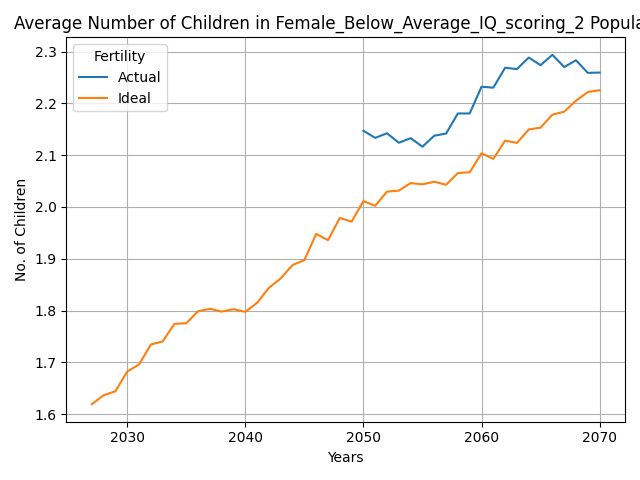 Average Number of Children in Female_Below_Average_IQ_scoring_2 Popula
Fertility
Actual
Ideal
No. of Children
2.3
2.2
2.1
2.0
1.9
1.8
1.7
1.6
2030 2040 2050 2060 2070
Years